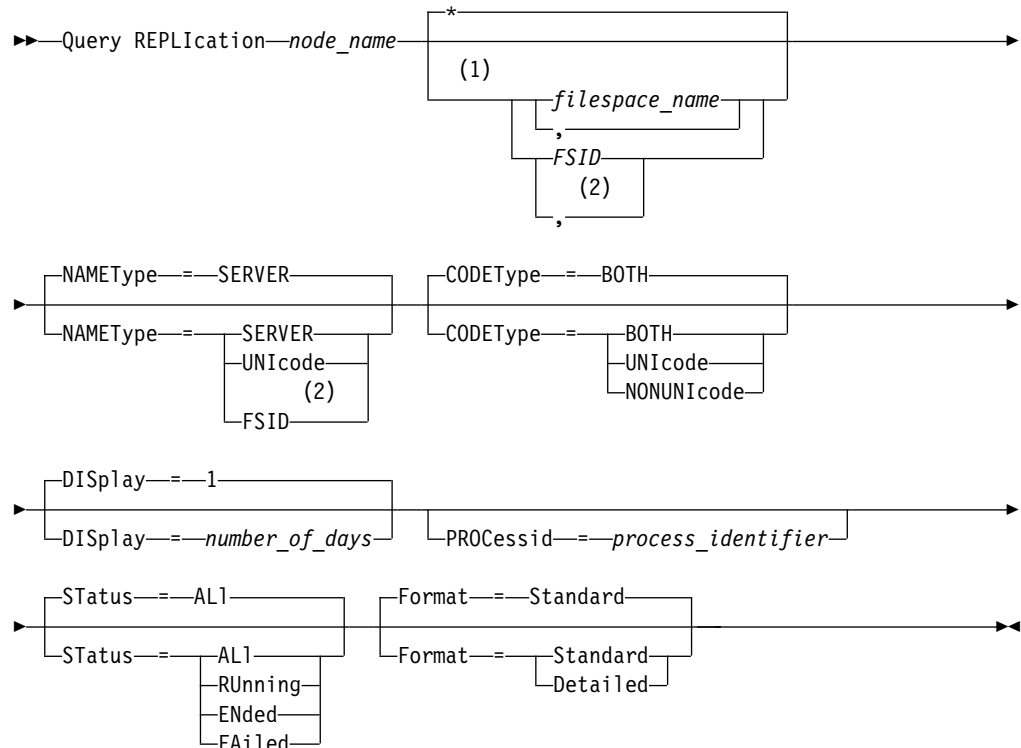 *
Query REPLIcation node_name
(1)
filespace_name
,
FSID
(2)
,
NAMEType = SERVER CODEType = BOTH
NAMEType = SERVER CODEType = BOTH
UNIcode UNIcode
(2) NONUNIcode
FSID
DISplay = 1
DISplay = number_of_days PROCessid = process_identifier
STatus = ALl Format = Standard
STatus = ALl Format = Standard
RUnning Detailed
ENded
FAiled